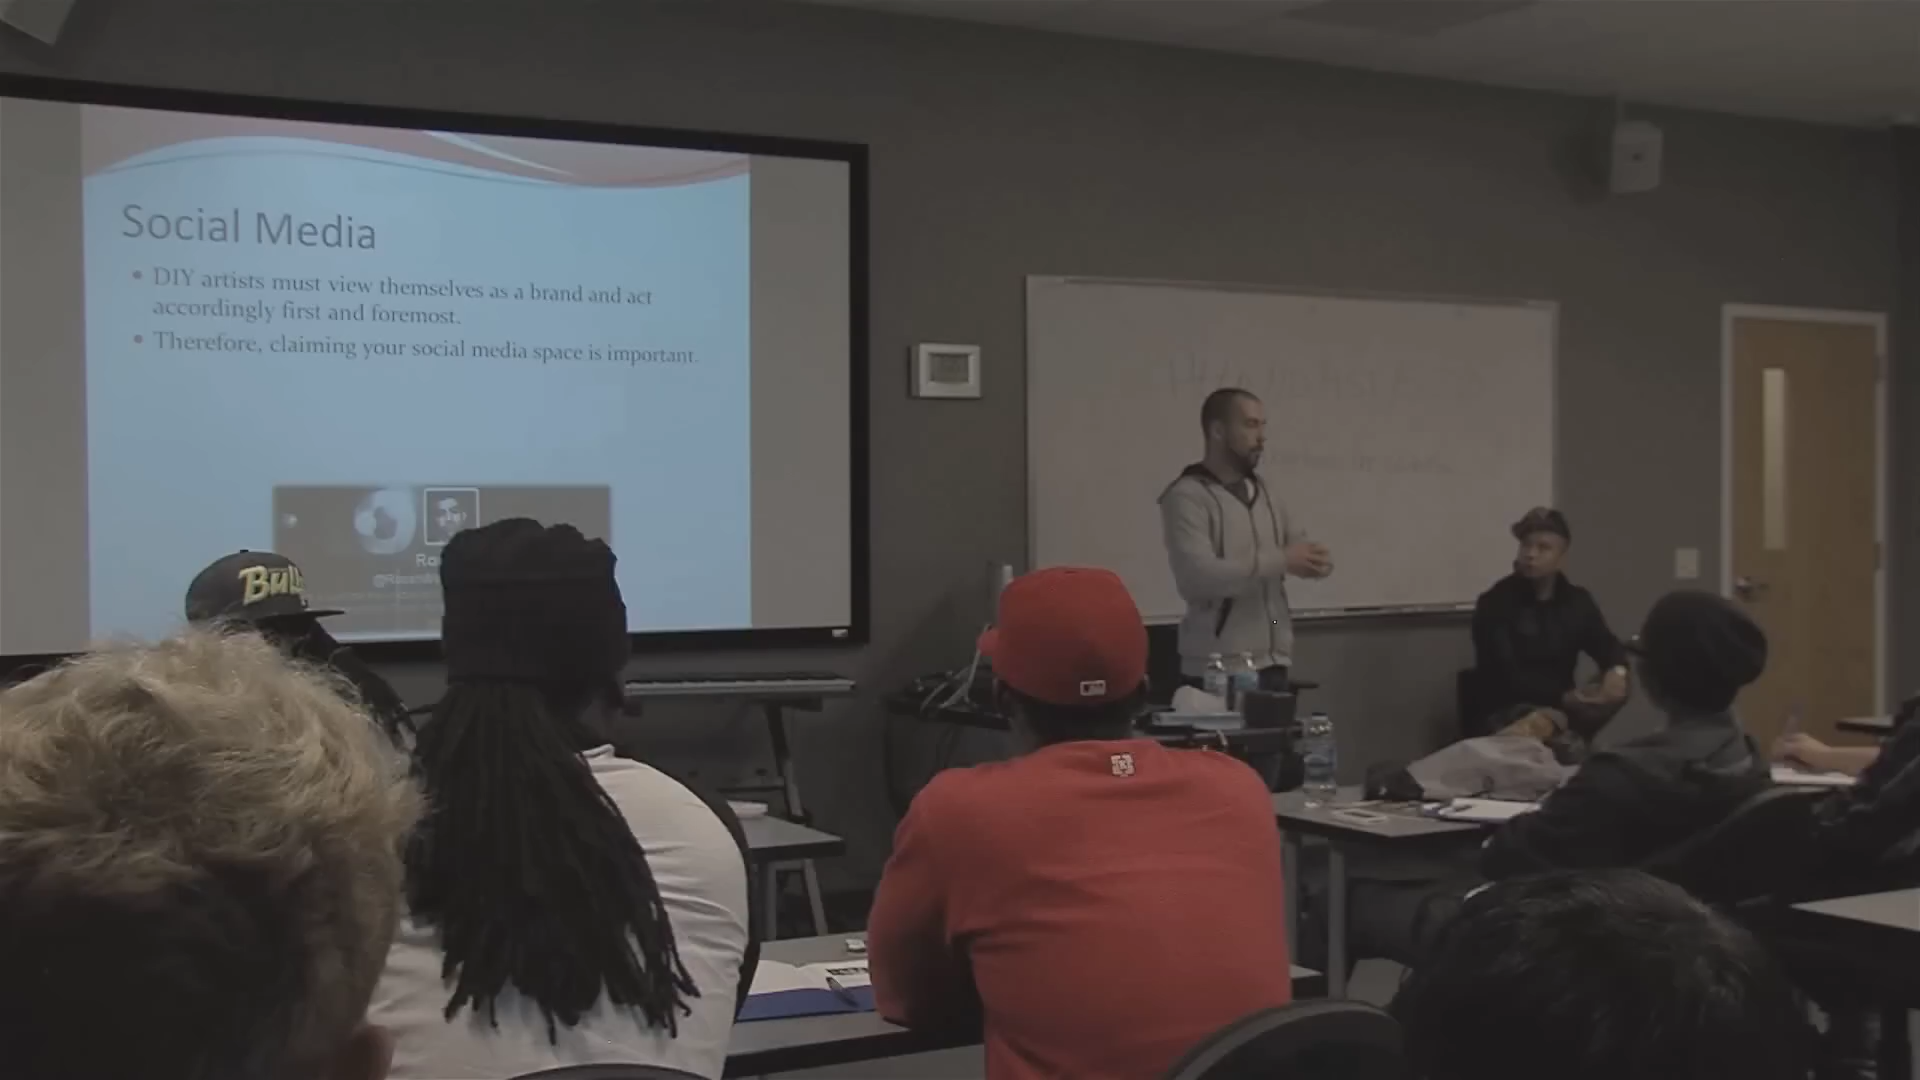 Social Media
• DIY artists must view themselves as a brand and act
accordingly first and foremost.
• Therefore, claiming your social media space is important.